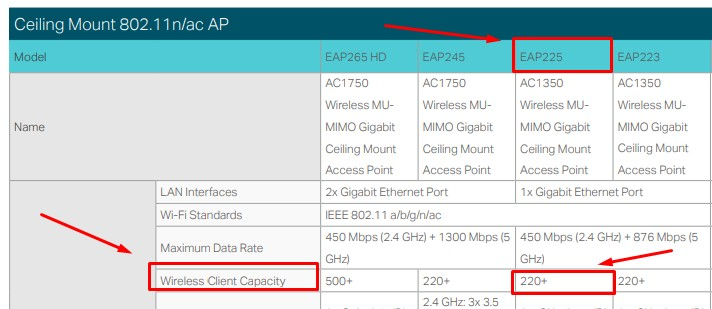 Ceiling Mount 802.11n/ac AP
Model EAP265 HD EAP245 EAP225 EAP223
Name
AC1750 AC1750 AC1350 AC1350
Wireless MU- Wireless MU- Wireless MU- Wireless MU-
MIMO Gigabit MIMO Gigabit MIMO Gigabit MIMO Gigabit
Ceiling Mount Ceiling Mount Ceiling Mount Ceiling Mount
Access Point Access Point Access Point Access Point
LAN Interfaces 2x Gigabit Ethernet Port 1x Gigabit Ethernet Port
Wi-Fi Standards IEEE 802.11 a/b/g/n/ac
Maximum Data Rate
450 Mbps (2.4 GHz) + 1300 Mbps (5 450 Mbps (2.4 GHz) + 876 Mbps (5
GHz) GHz)
Wireless Client Capacity 500+ 220+ 220+ 220+
2.4 GHz: 3x 3.5